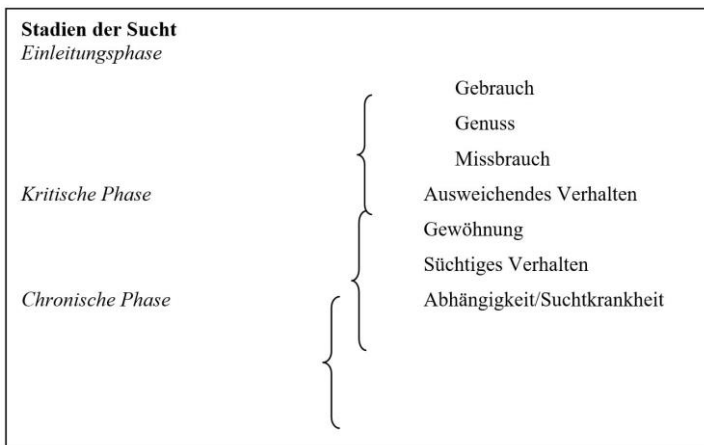 Stadien der Sucht
Einleitungsphase
Gebrauch
Genuss
Missbrauch
Kritische Phase Ausweichendes Verhalten
Gewöhnung
Süchtiges Verhalten
Chronische Phase Abhängigkeit/Suchtkrankheit